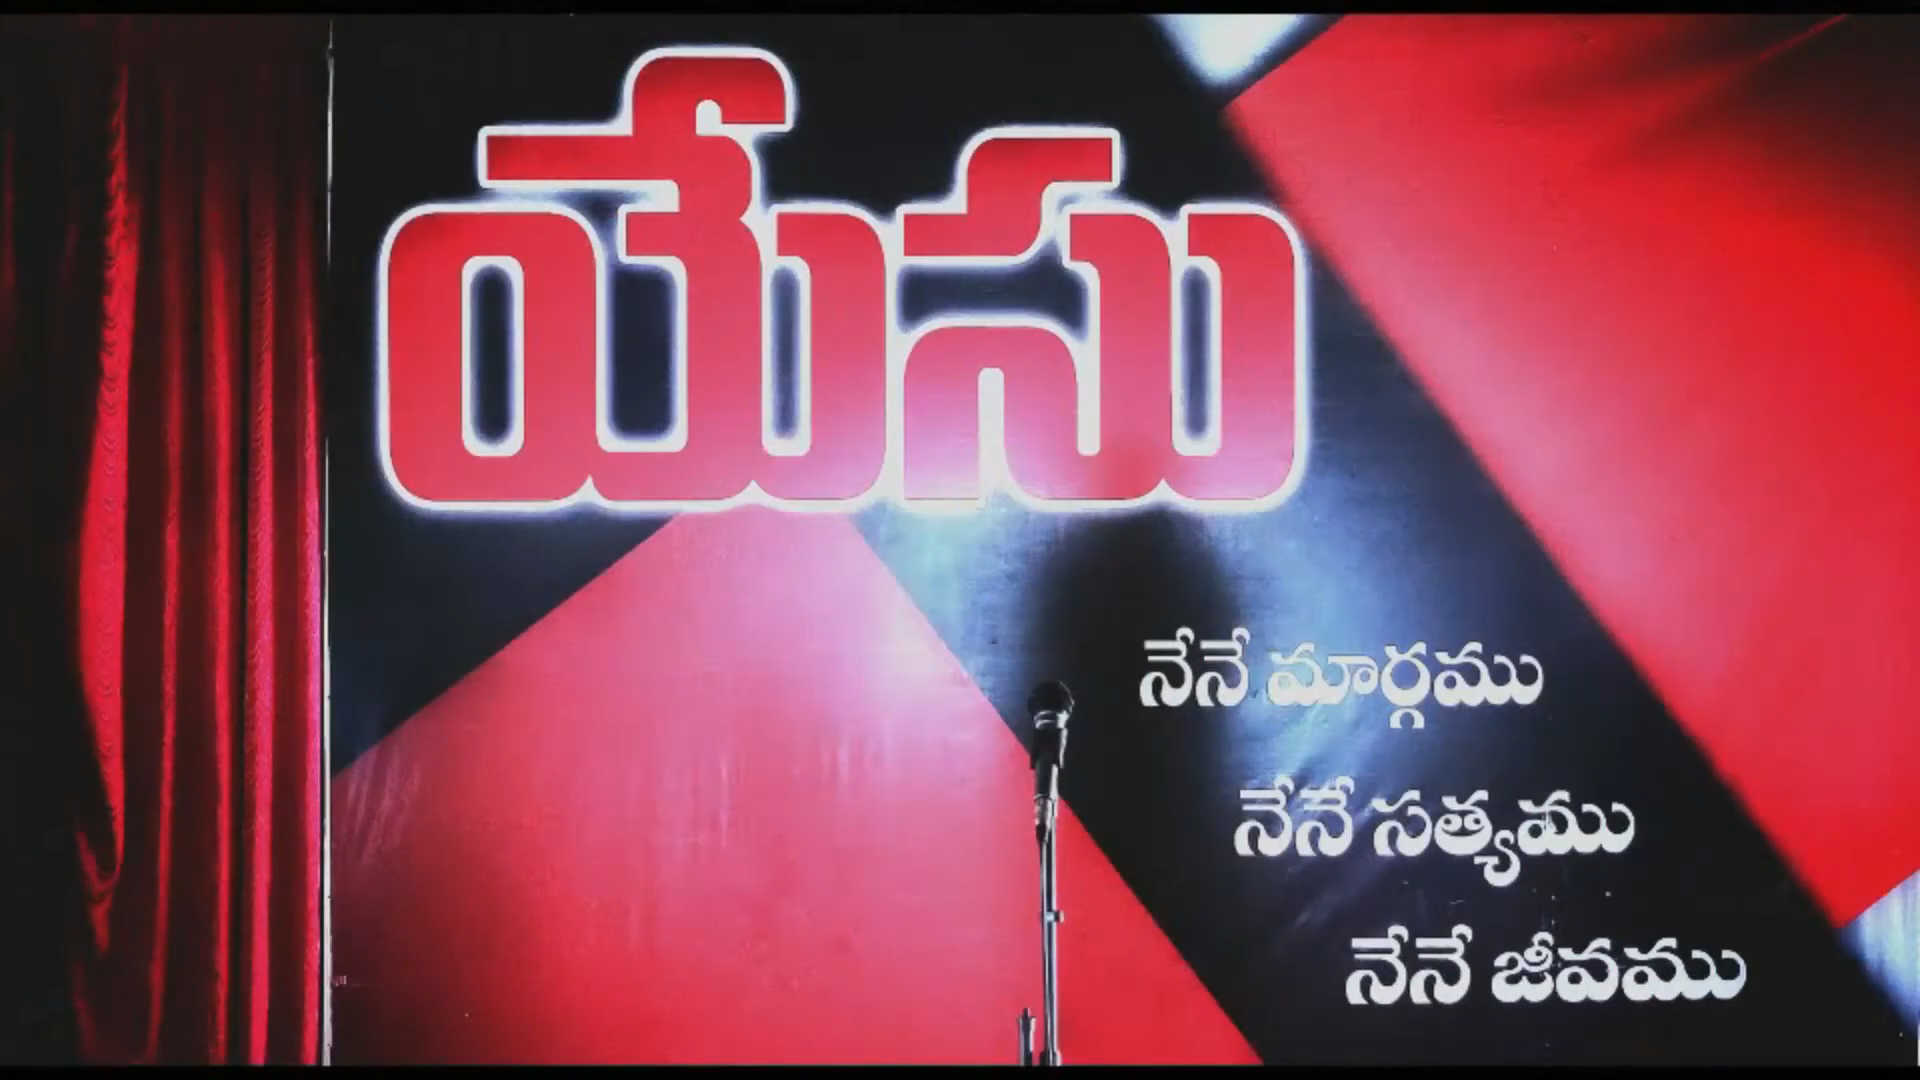 యేసు
నేనే మార్గము
నేనే సత్యము
నేనే జీవము